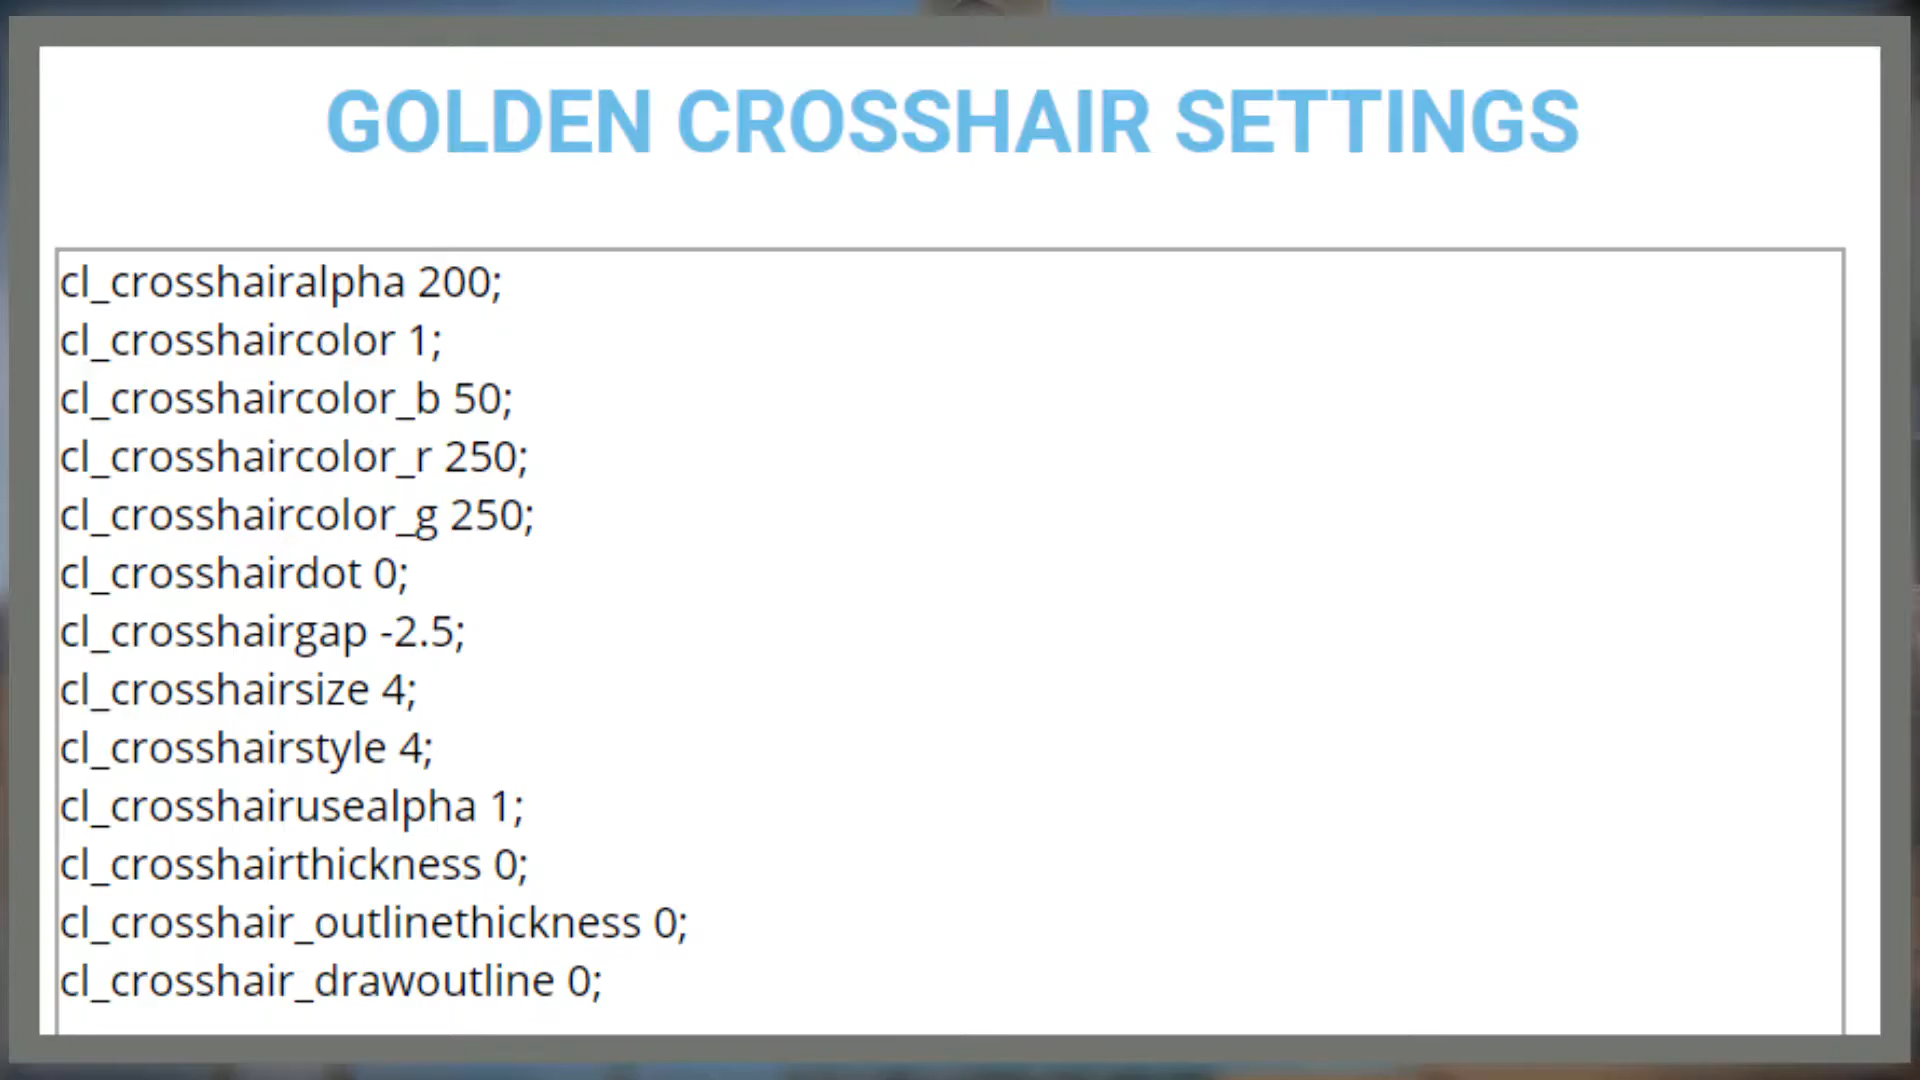 GOLDEN CROSSHAIR SETTINGS
cl_crosshairalpha 200;
cl_crosshaircolor 1;
cl_crosshaircolor_b 50;
cl_crosshaircolor_r 250;
cl_crosshaircolor_g 250;
cl_crosshairdot 0;
cl_crosshairgap -2.5;
cl_crosshairsize 4;
cl_crosshairstyle 4;
cl_crosshairusealpha 1;
cl_crosshairthickness 0;
cl_crosshair_outlinethickness 0;
cl_crosshair_drawoutline 0;